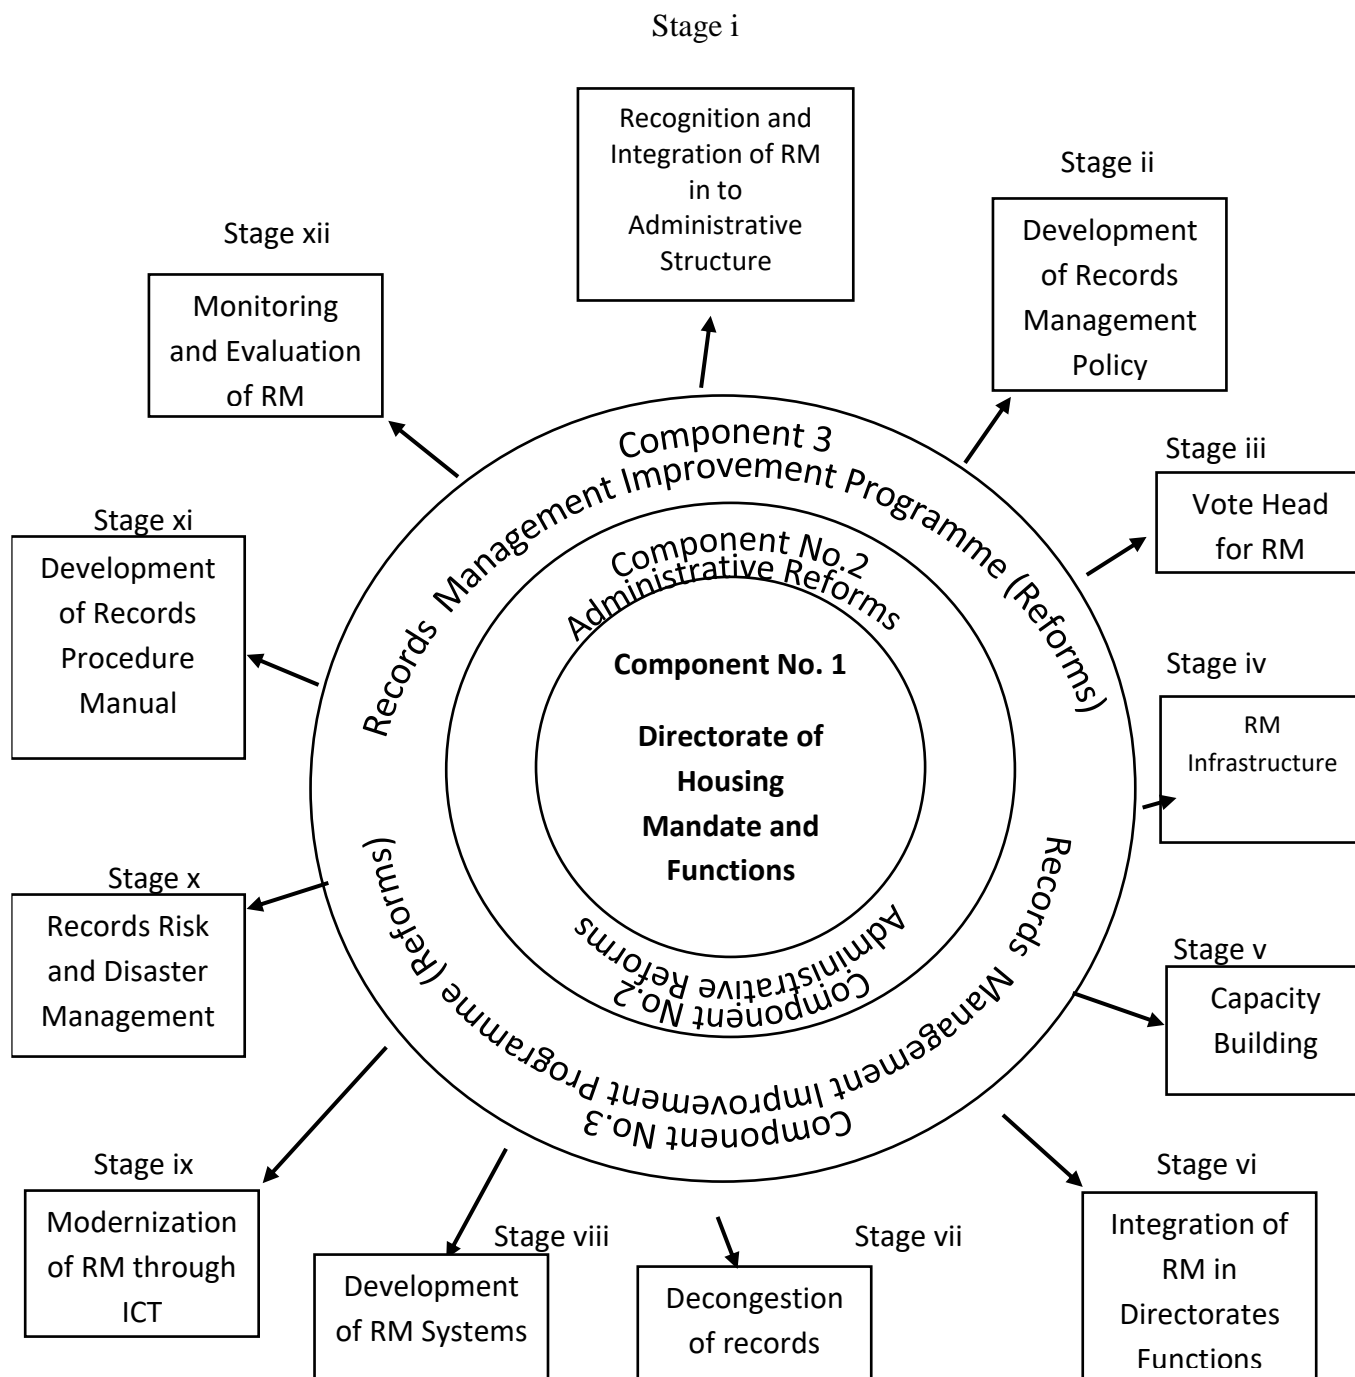 Stage i
Recognition and
Integration of RM
in to
Administrative
Structure
Stage ii
Development
of Records
Management
Policy
Stage iii
Vote Head
for RM
Stage iv
RM
Infrastructure
Stage v
Capacity
Building
Stage vi
Integration of
RM in
Directorates
Functions
Stage vii
Decongestion
of records
Stage viii
Development
of RM Systems
Stage ix
Modernization
of RM through
ICT
Stage x
Records Risk
and Disaster
Management
Stage xi
Development
of Records
Procedure
Manual
Stage xii
Monitoring
and Evaluation
of RM
Component 3
Records Management Improvement Programme (Reforms)
Component No.2
Administrative Reforms
Component No. 1
Directorate of
Housing
Mandate and
Functions
Administrative Reforms
Component No.2
Records Management Improvement Programme (Reforms)
Component No.3